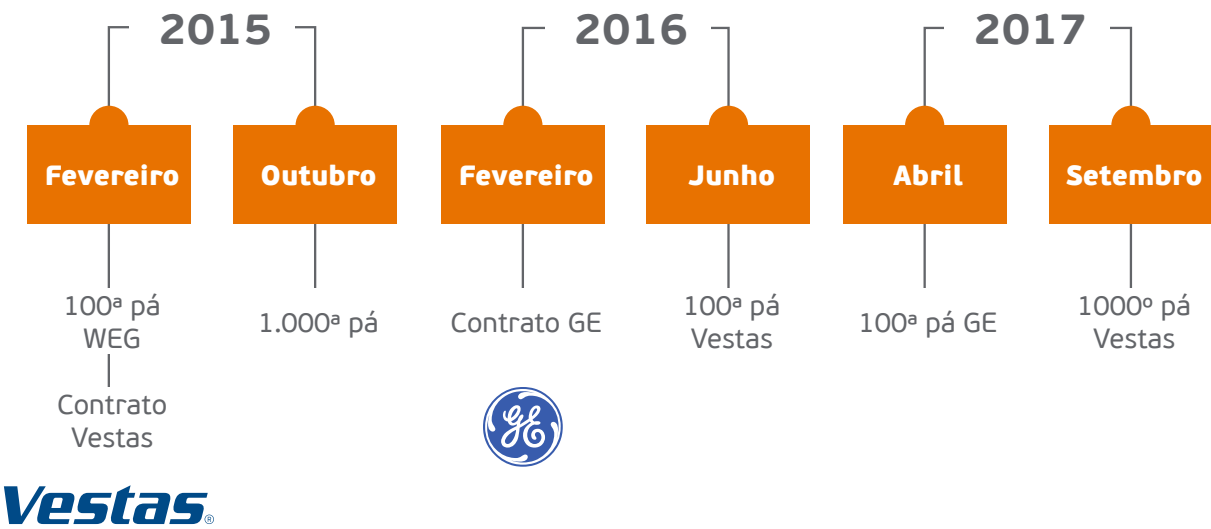 2015
2016
2017
Fevereiro
Outubro
Fevereiro
Junho
Abril
Setembro
100ª pá
WEG
Contrato
Vestas
1.000ª pá
Contrato GE
100ª pá
Vestas
100ª pá GE
1000º pá
Vestas
GE
Vestas®